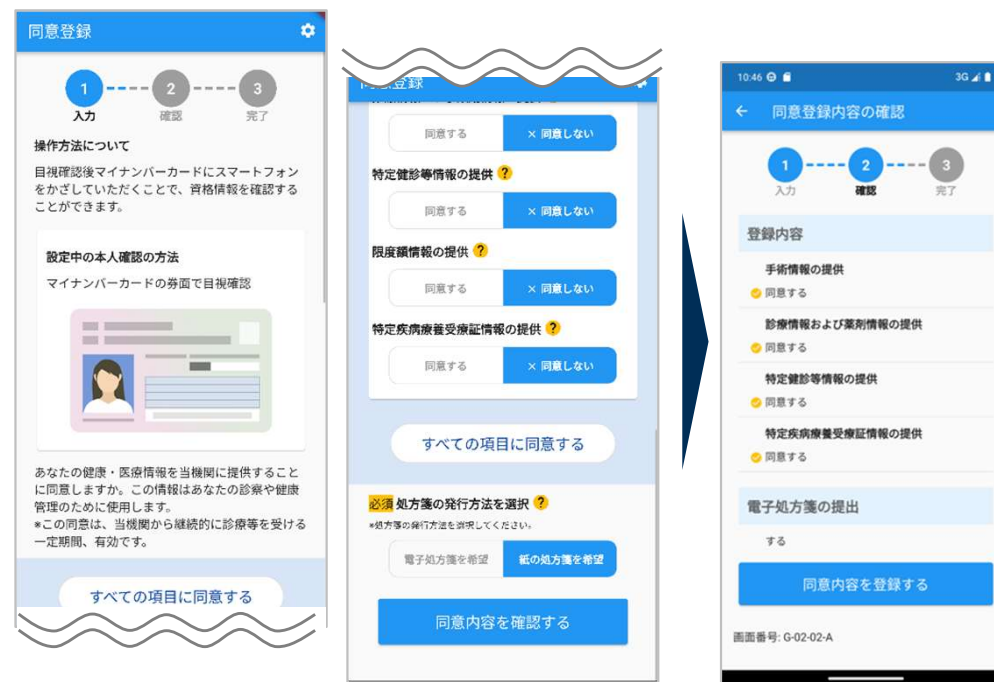 同意登録
1
2
3
入力
確認
完了
操作方法について
目視確認後マイナンバーカードにスマートフォン
をかざしていただくことで、資格情報を確認する
ことができます。
設定中の本人確認の方法
マイナンバーカードの券面で目視確認
あなたの健康・医療情報を当機関に提供すること
に同意しますか。この情報はあなたの診察や健康
管理のために使用します。
*この同意は、当機関から継続的に診療等を受ける
一定期間、有効です。
すべての項目に同意する
同意登録
同意する
× 同意しない
特定健診等情報の提供 ?
同意する
× 同意しない
限度額情報の提供 ?
同意する
× 同意しない
特定疾病療養受療証情報の提供 ?
同意する
× 同意しない
すべての項目に同意する
必須 処方箋の発行方法を選択 ?
*処方箋の発行方法を選択してください。
電子処方箋を希望
紙の処方箋を希望
同意内容を確認する
10:46
3G
← 同意登録内容の確認
1
2
3
入力
確認
完了
登録内容
手術情報の提供
同意する
診療情報および薬剤情報の提供
同意する
特定健診等情報の提供
同意する
特定疾病療養受療証情報の提供
同意する
電子処方箋の提出
する
同意内容を登録する
画面番号: G-02-02-A